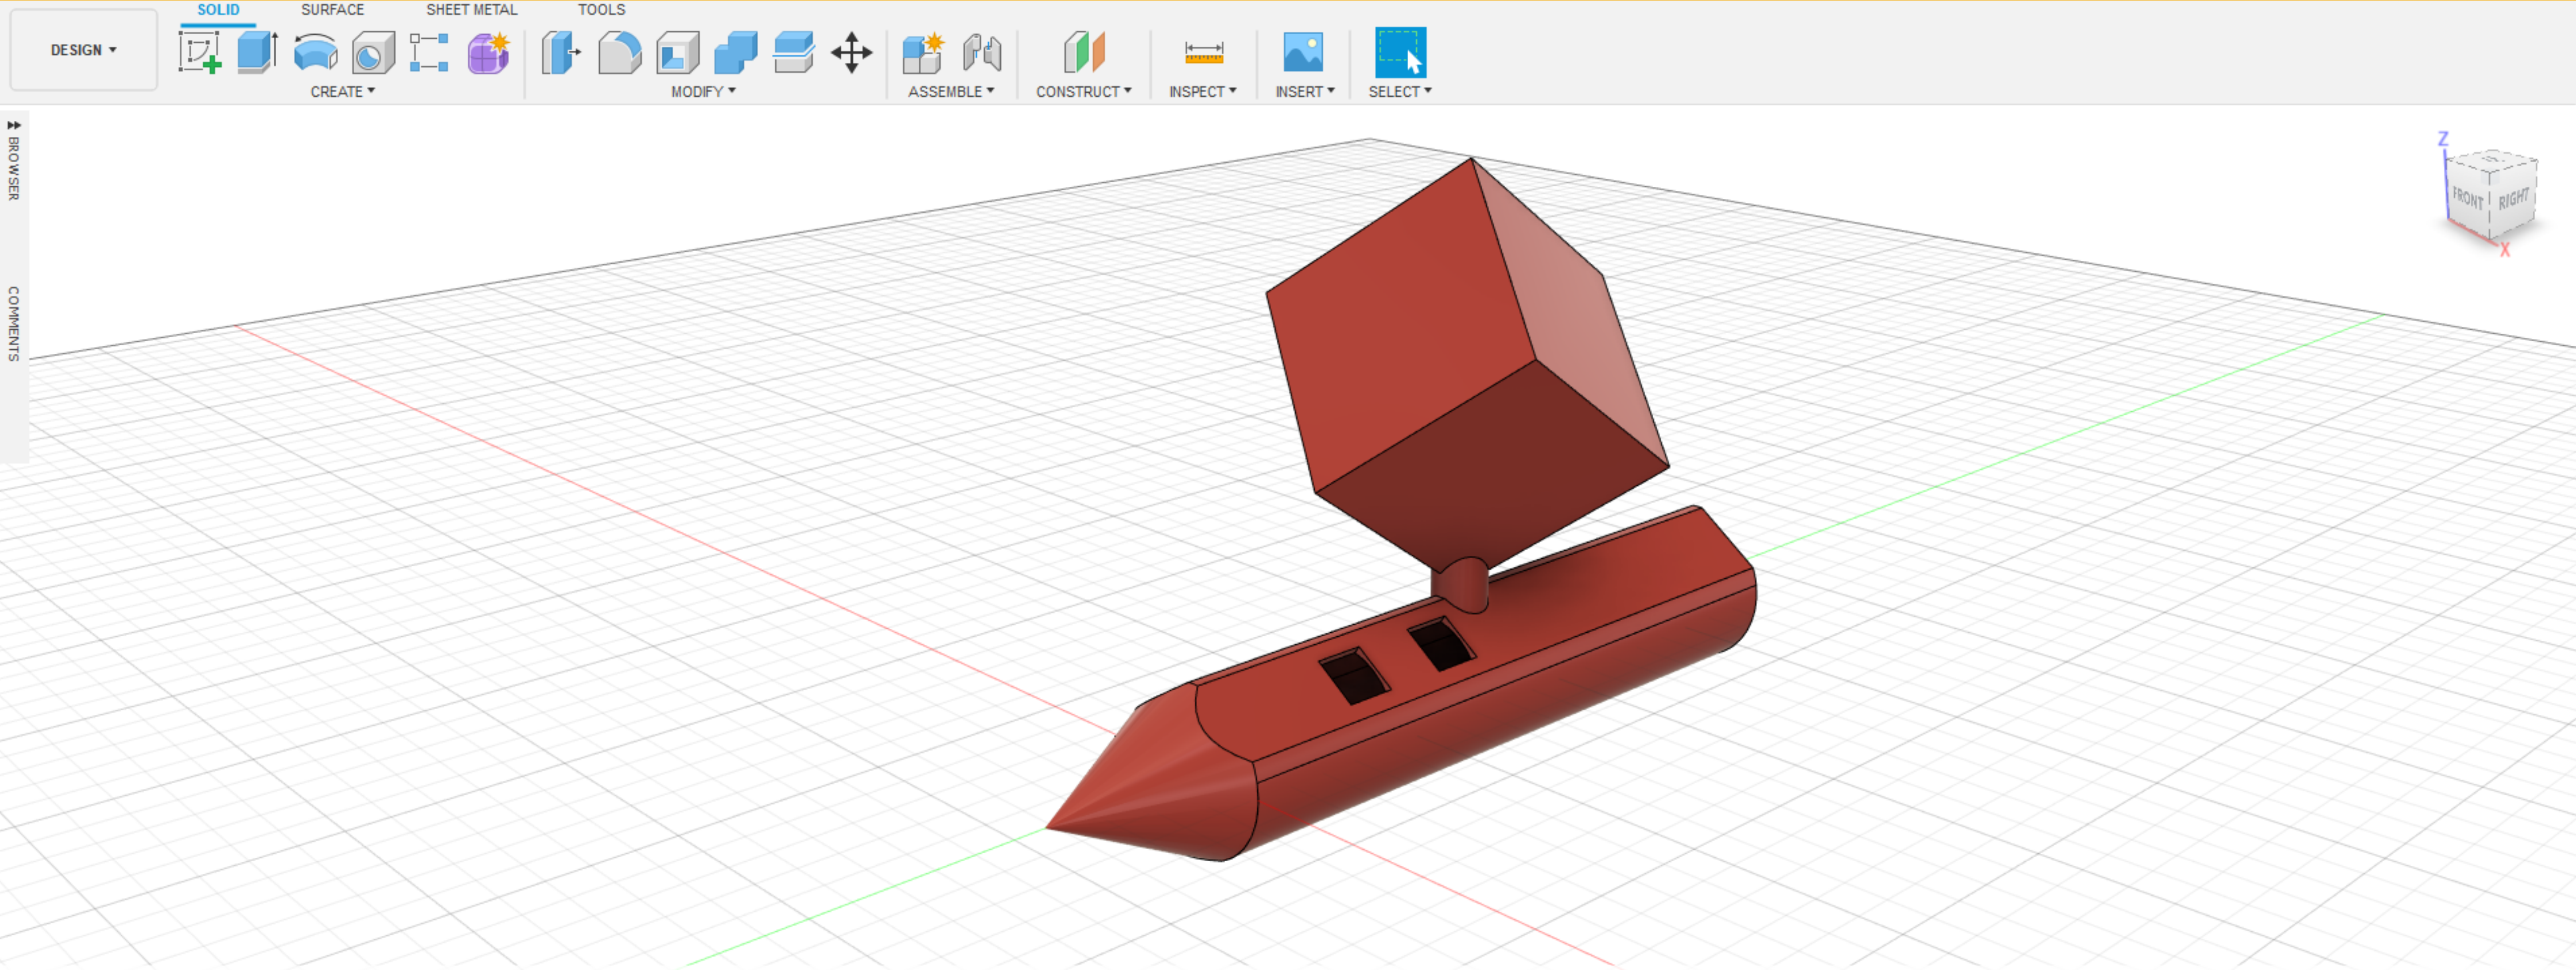 SOLID SURFACE SHEET METAL TOOLS
DESIGN
CREATE MODIFY ASSEMBLE CONSTRUCT INSPECT INSERT SELECT
BROWSER
COMMENTS
Z
FRONT RIGHT
X